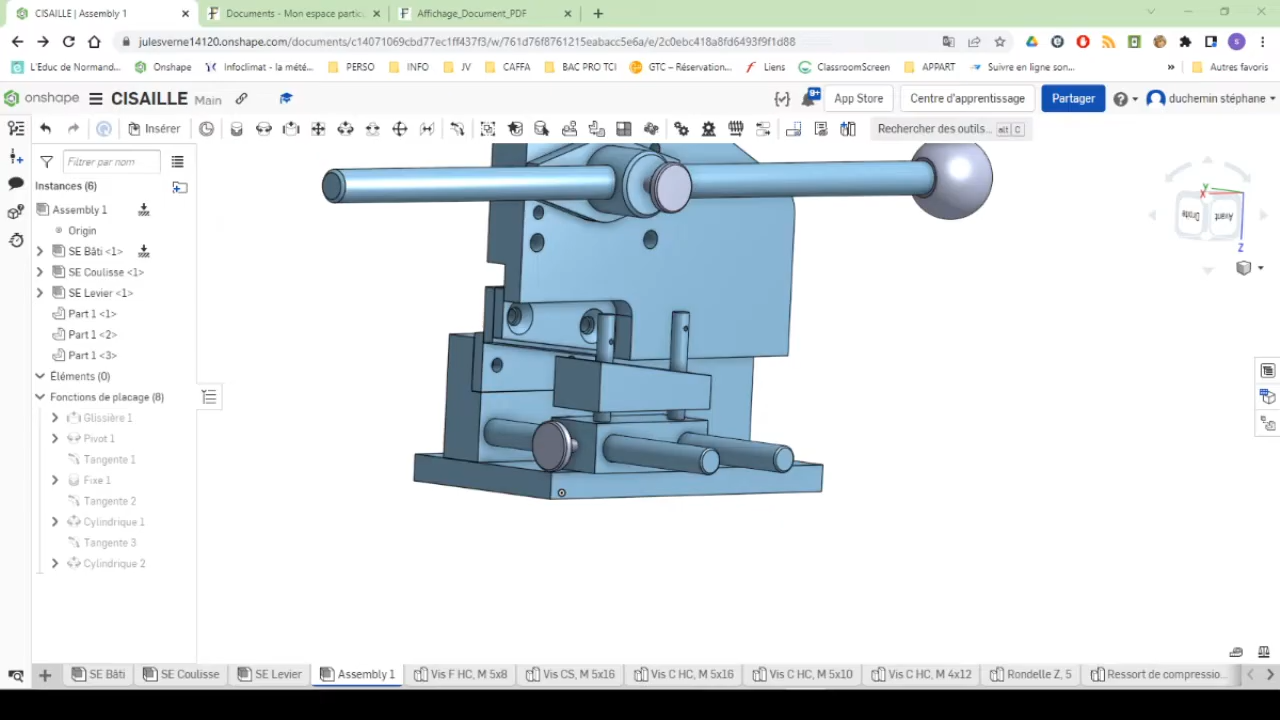 CISAILLE | Assembly 1
Documents - Mon espace partic
Affichage_Document_PDF
julesverne14120.onshape.com/documents/c14071069cbd77ec1ff437f3/w/761d76f8761215eabacc5e6a/e/2c0ebc418a8fd6493f9f1d88
L'Educ de Normand...
Onshape
Infoclimat - la mété...
PERSO
INFO
JV
CAFFA
BAC PRO TCI
GTC – Réservation...
Liens
ClassroomScreen
APPART
Suivre en ligne son...
»
Autres favoris
onshape
CISAILLE
Main
9+
App Store
Centre d'apprentissage
Partager
duchemin stéphane
Insérer
Rechercher des outils...
alt C
Filtrer par nom
Instances (6)
Assembly 1
Origin
SE Bâti <1>
SE Coulisse <1>
SE Levier <1>
Part 1 <1>
Part 1 <2>
Part 1 <3>
Éléments (0)
Fonctions de placage (8)
Glissière 1
Pivot 1
Tangente 1
Fixe 1
Tangente 2
Cylindrique 1
Tangente 3
Cylindrique 2
X
Y
Droite
Avant
Z
SE Bâti
SE Coulisse
SE Levier
Assembly 1
Vis F HC, M 5x8
Vis CS, M 5x16
Vis C HC, M 5x16
Vis C HC, M 5x10
Vis C HC, M 4x12
Rondelle Z, 5
Ressort de compressio...